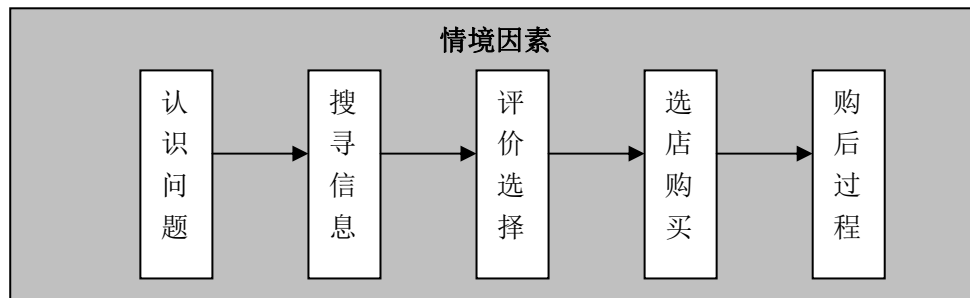 情境因素
认识问题
搜寻信息
评价选择
选店购买
购后过程